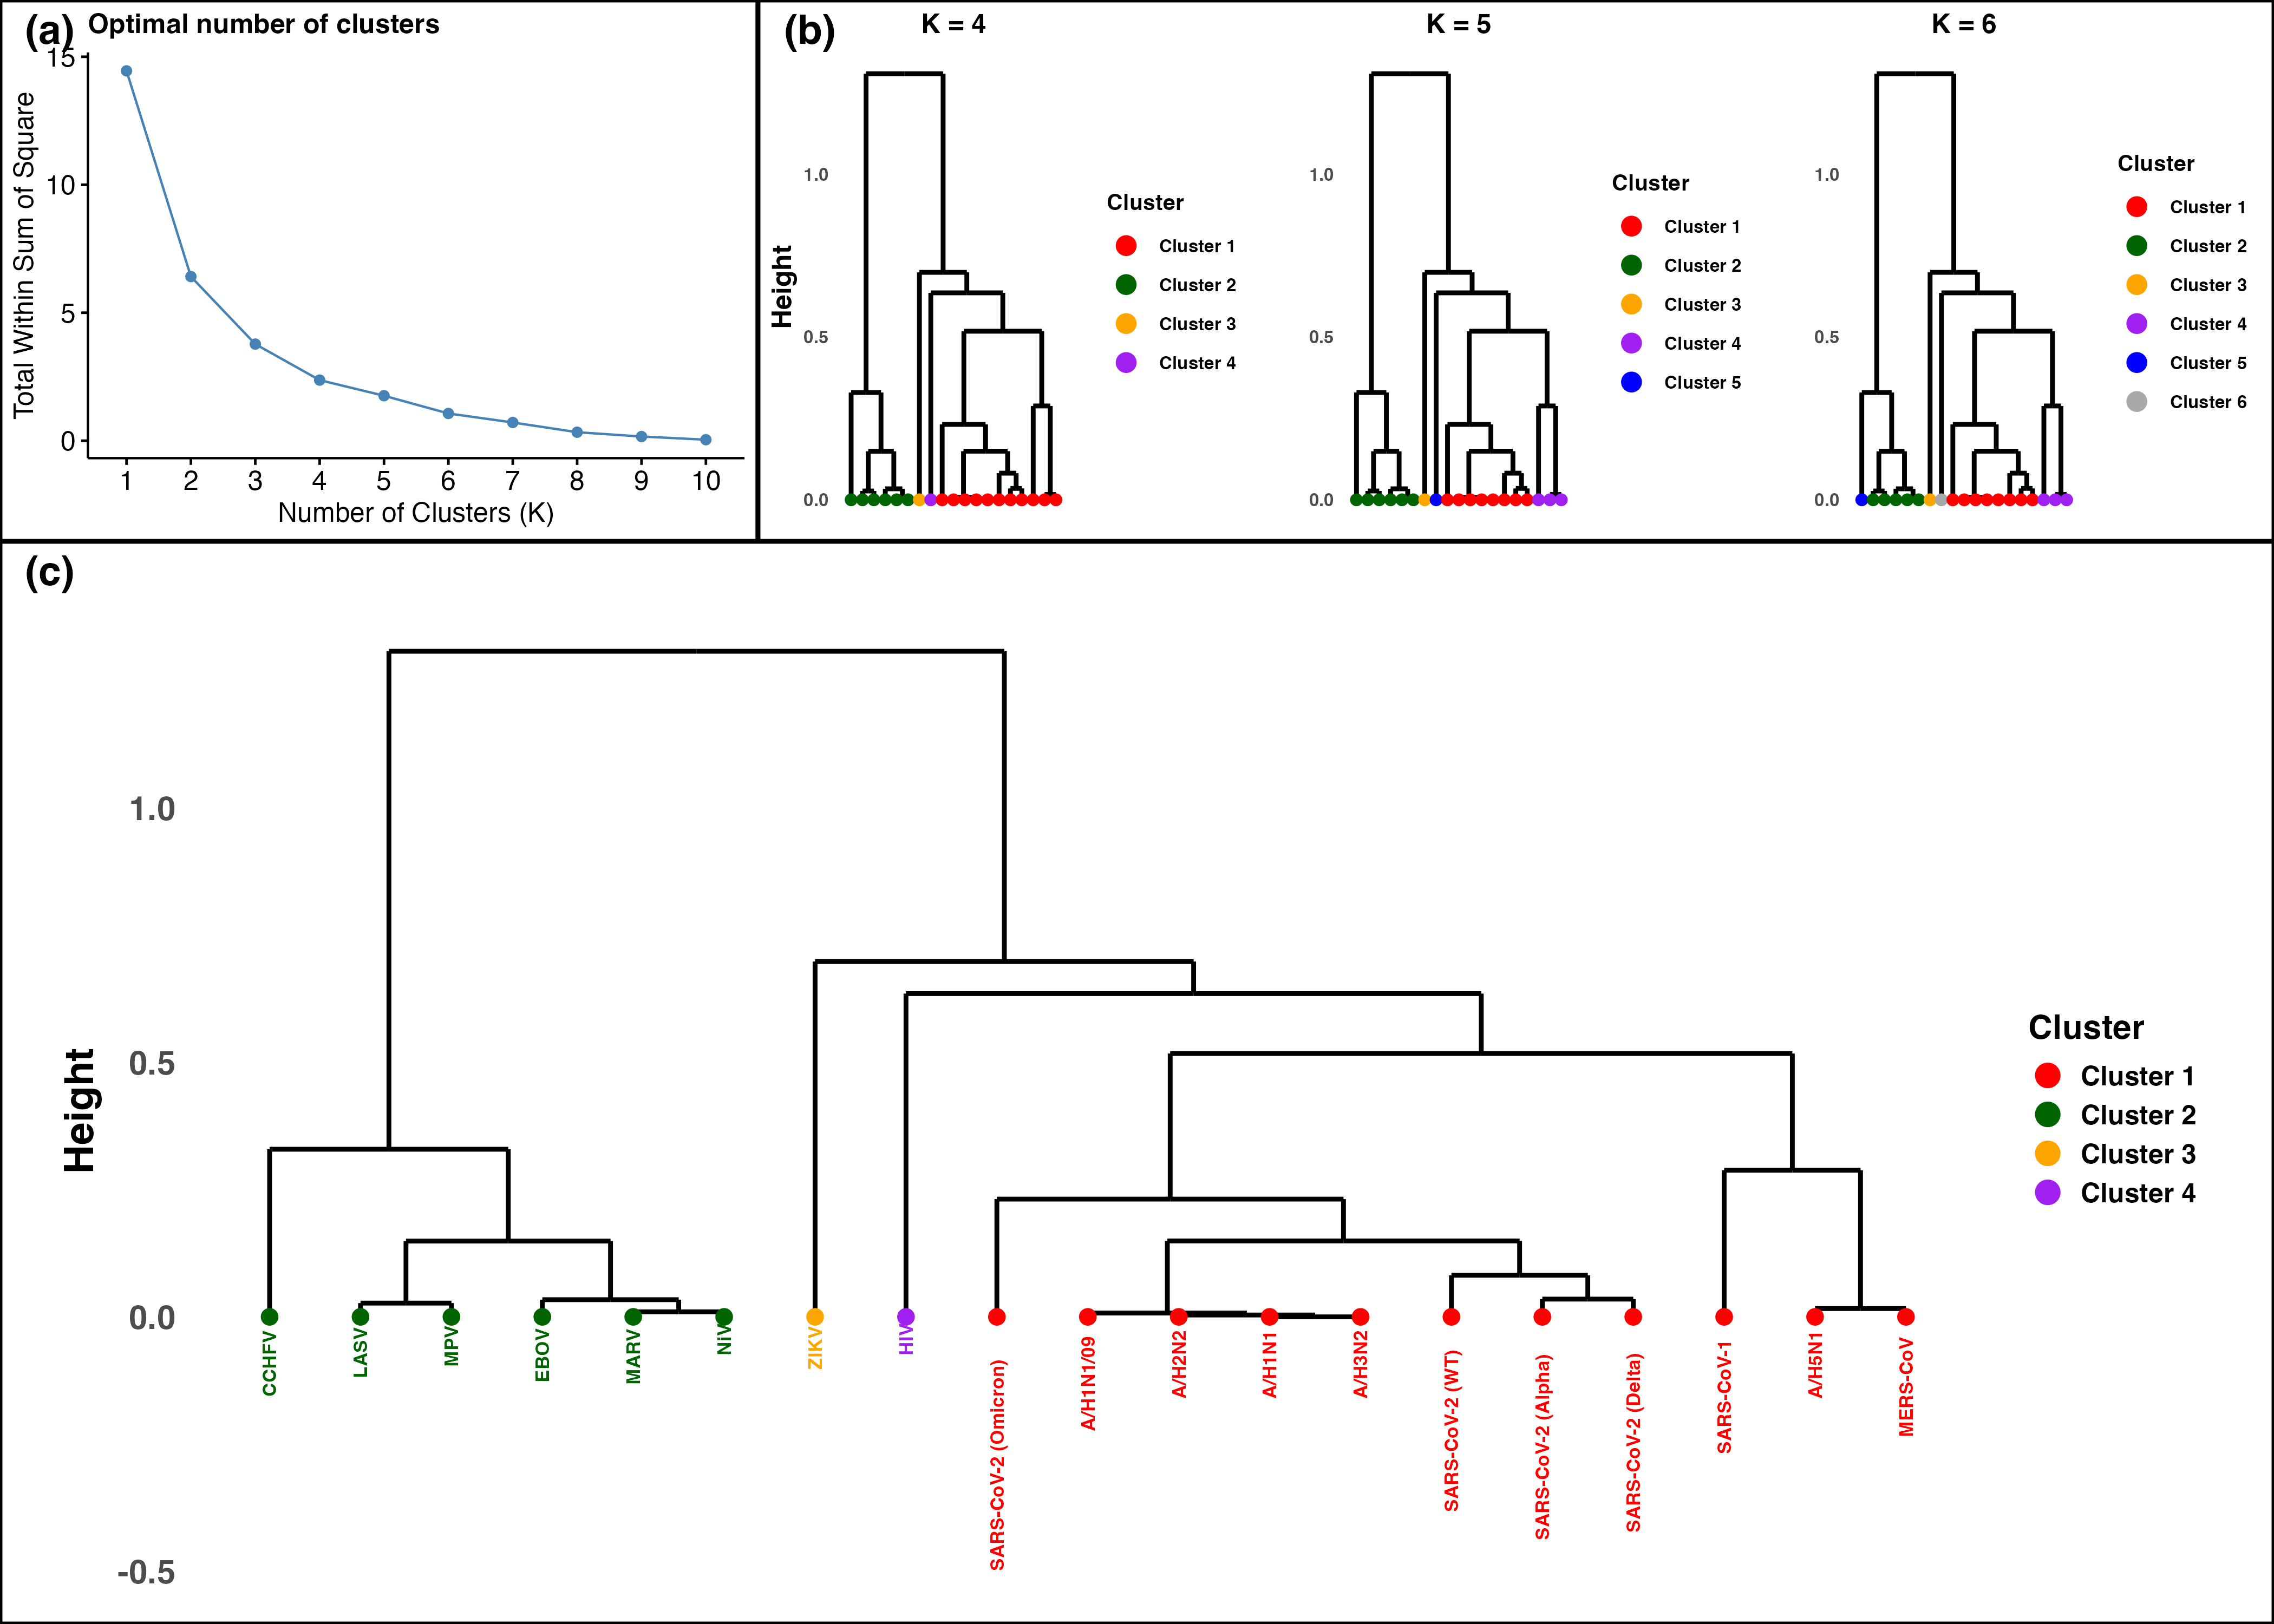 (a) Optimal number of clusters
Total Within Sum of Square
15
10
5
0
1 2 3 4 5 6 7 8 9 10
Number of Clusters (K)
(b)
K = 4
Height
1.0
0.5
0.0
Cluster
Cluster 1
Cluster 2
Cluster 3
Cluster 4
K = 5
1.0
0.5
0.0
Cluster
Cluster 1
Cluster 2
Cluster 3
Cluster 4
Cluster 5
K = 6
1.0
0.5
0.0
Cluster
Cluster 1
Cluster 2
Cluster 3
Cluster 4
Cluster 5
Cluster 6
(c)
Height
1.0
0.5
0.0
-0.5
CCHFV
LASV
MPV
EBOV
MARV
NiV
ZIKV
HIV
SARS-CoV-2 (Omicron)
A/H1N1/09
A/H2N2
A/H1N1
A/H3N2
SARS-CoV-2 (WT)
SARS-CoV-2 (Alpha)
SARS-CoV-2 (Delta)
SARS-CoV-1
A/H5N1
MERS-CoV
Cluster
Cluster 1
Cluster 2
Cluster 3
Cluster 4